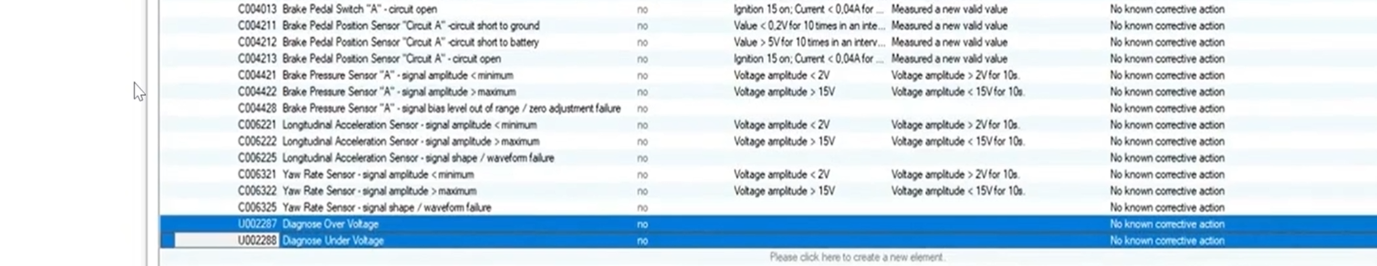 C004013 Brake Pedal Switch "A" - circuit open no Ignition 15 on; Current < 0,04A for ... Measured a new valid value No known corrective action
C004211 Brake Pedal Position Sensor "Circuit A" -circuit short to ground no Value < 0,2V for 10 times in an inte... Measured a new valid value No known corrective action
C004212 Brake Pedal Position Sensor "Circuit A" -circuit short to battery no Value > 5V for 10 times in an interv... Measured a new valid value No known corrective action
C004213 Brake Pedal Position Sensor "Circuit A" - circuit open no Ignition 15 on; Current < 0,04A for ... Measured a new valid value No known corrective action
C004421 Brake Pressure Sensor "A" - signal amplitude < minimum no Voltage amplitude < 2V Voltage amplitude > 2V for 10s. No known corrective action
C004422 Brake Pressure Sensor "A" - signal amplitude > maximum no Voltage amplitude > 15V Voltage amplitude < 15V for 10s. No known corrective action
C004428 Brake Pressure Sensor "A" - signal bias level out of range / zero adjustment failure no No known corrective action
C006221 Longitudinal Acceleration Sensor - signal amplitude < minimum no Voltage amplitude < 2V Voltage amplitude > 2V for 10s. No known corrective action
C006222 Longitudinal Acceleration Sensor - signal amplitude > maximum no Voltage amplitude > 15V Voltage amplitude < 15V for 10s. No known corrective action
C006225 Longitudinal Acceleration Sensor - signal shape / waveform failure no No known corrective action
C006321 Yaw Rate Sensor - signal amplitude < minimum no Voltage amplitude < 2V Voltage amplitude > 2V for 10s. No known corrective action
C006322 Yaw Rate Sensor - signal amplitude > maximum no Voltage amplitude > 15V Voltage amplitude < 15V for 10s. No known corrective action
C006325 Yaw Rate Sensor - signal shape / waveform failure no No known corrective action
U002287 Diagnose Over Voltage no No known corrective action
U002288 Diagnose Under Voltage no No known corrective action
Please click here to create a new element.